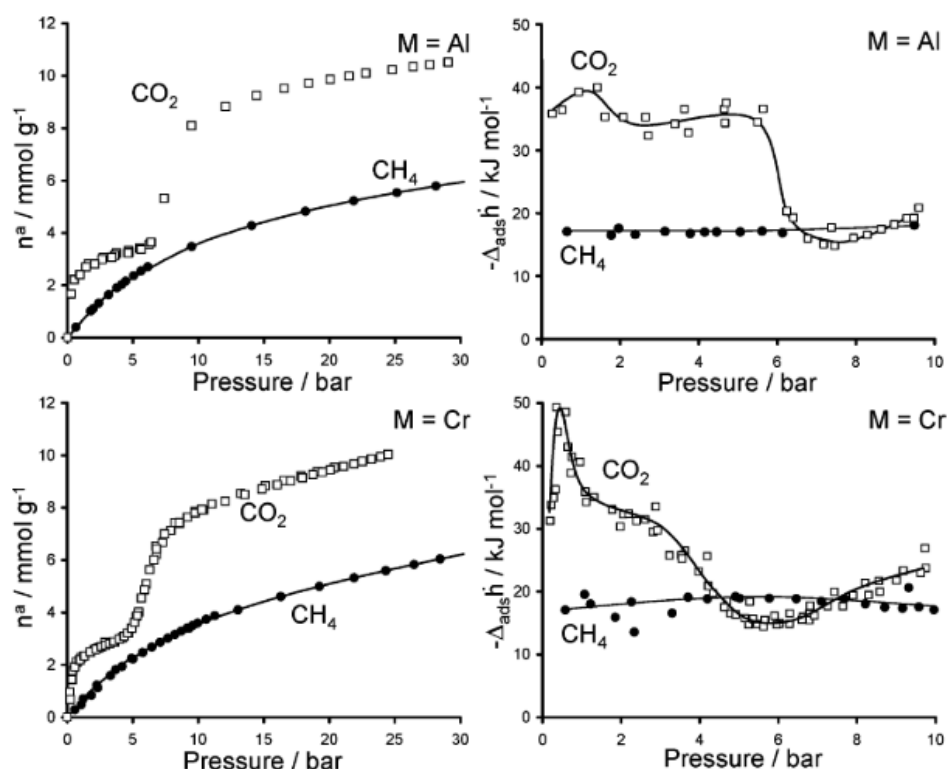 12
10
8
6
4
2
0
0 5 10 15 20 25 30
nᵃ / mmol g⁻¹
Pressure / bar
M = Al
CO₂
CH₄
50
40
30
20
10
0
0 2 4 6 8 10
-Δadsḣ / kJ mol⁻¹
Pressure / bar
M = Al
CO₂
CH₄
12
10
8
6
4
2
0
0 5 10 15 20 25 30
nᵃ / mmol g⁻¹
Pressure / bar
M = Cr
CO₂
CH₄
50
40
30
20
10
0
0 2 4 6 8 10
-Δadsḣ / kJ mol⁻¹
Pressure / bar
M = Cr
CO₂
CH₄